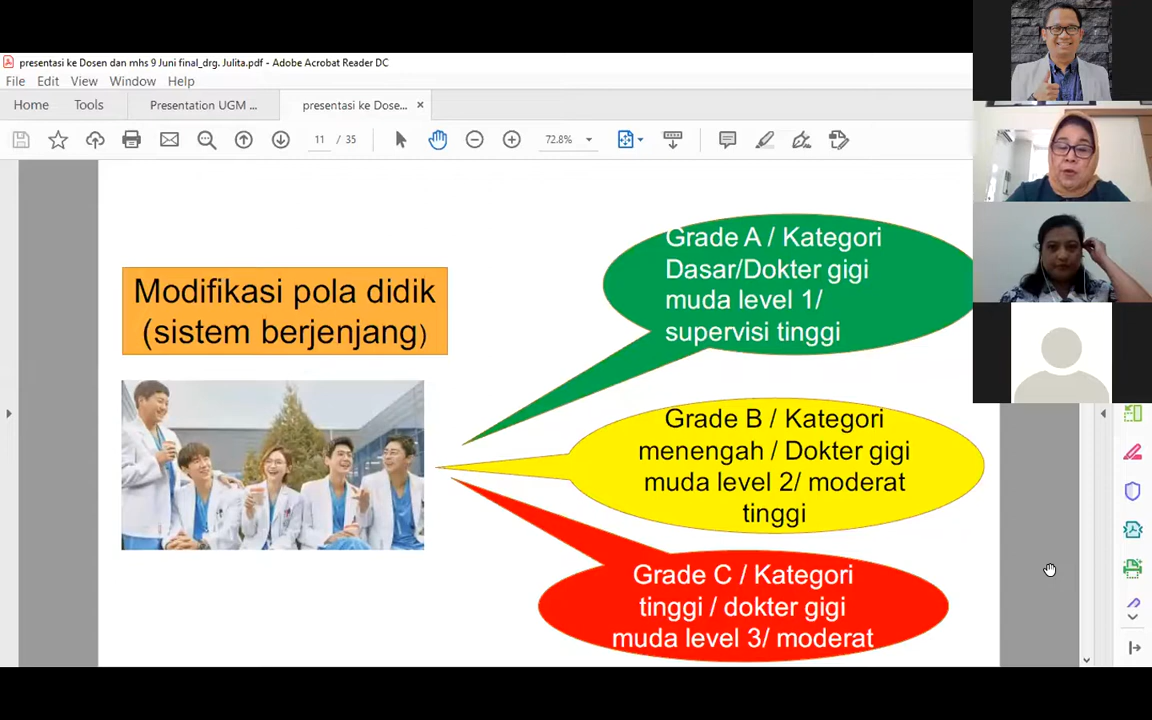 presentasi ke Dosen dan mhs 9 Juni final_drg. Julita.pdf - Adobe Acrobat Reader DC
File Edit View Window Help
Home Tools Presentation UGM ... presentasi ke Dose... ×
11 / 35 72.8%
Modifikasi pola didik
(sistem berjenjang)
Grade A / Kategori
Dasar/Dokter gigi
muda level 1/
supervisi tinggi
Grade B / Kategori
menengah / Dokter gigi
muda level 2/ moderat
tinggi
Grade C / Kategori
tinggi / dokter gigi
muda level 3/ moderat